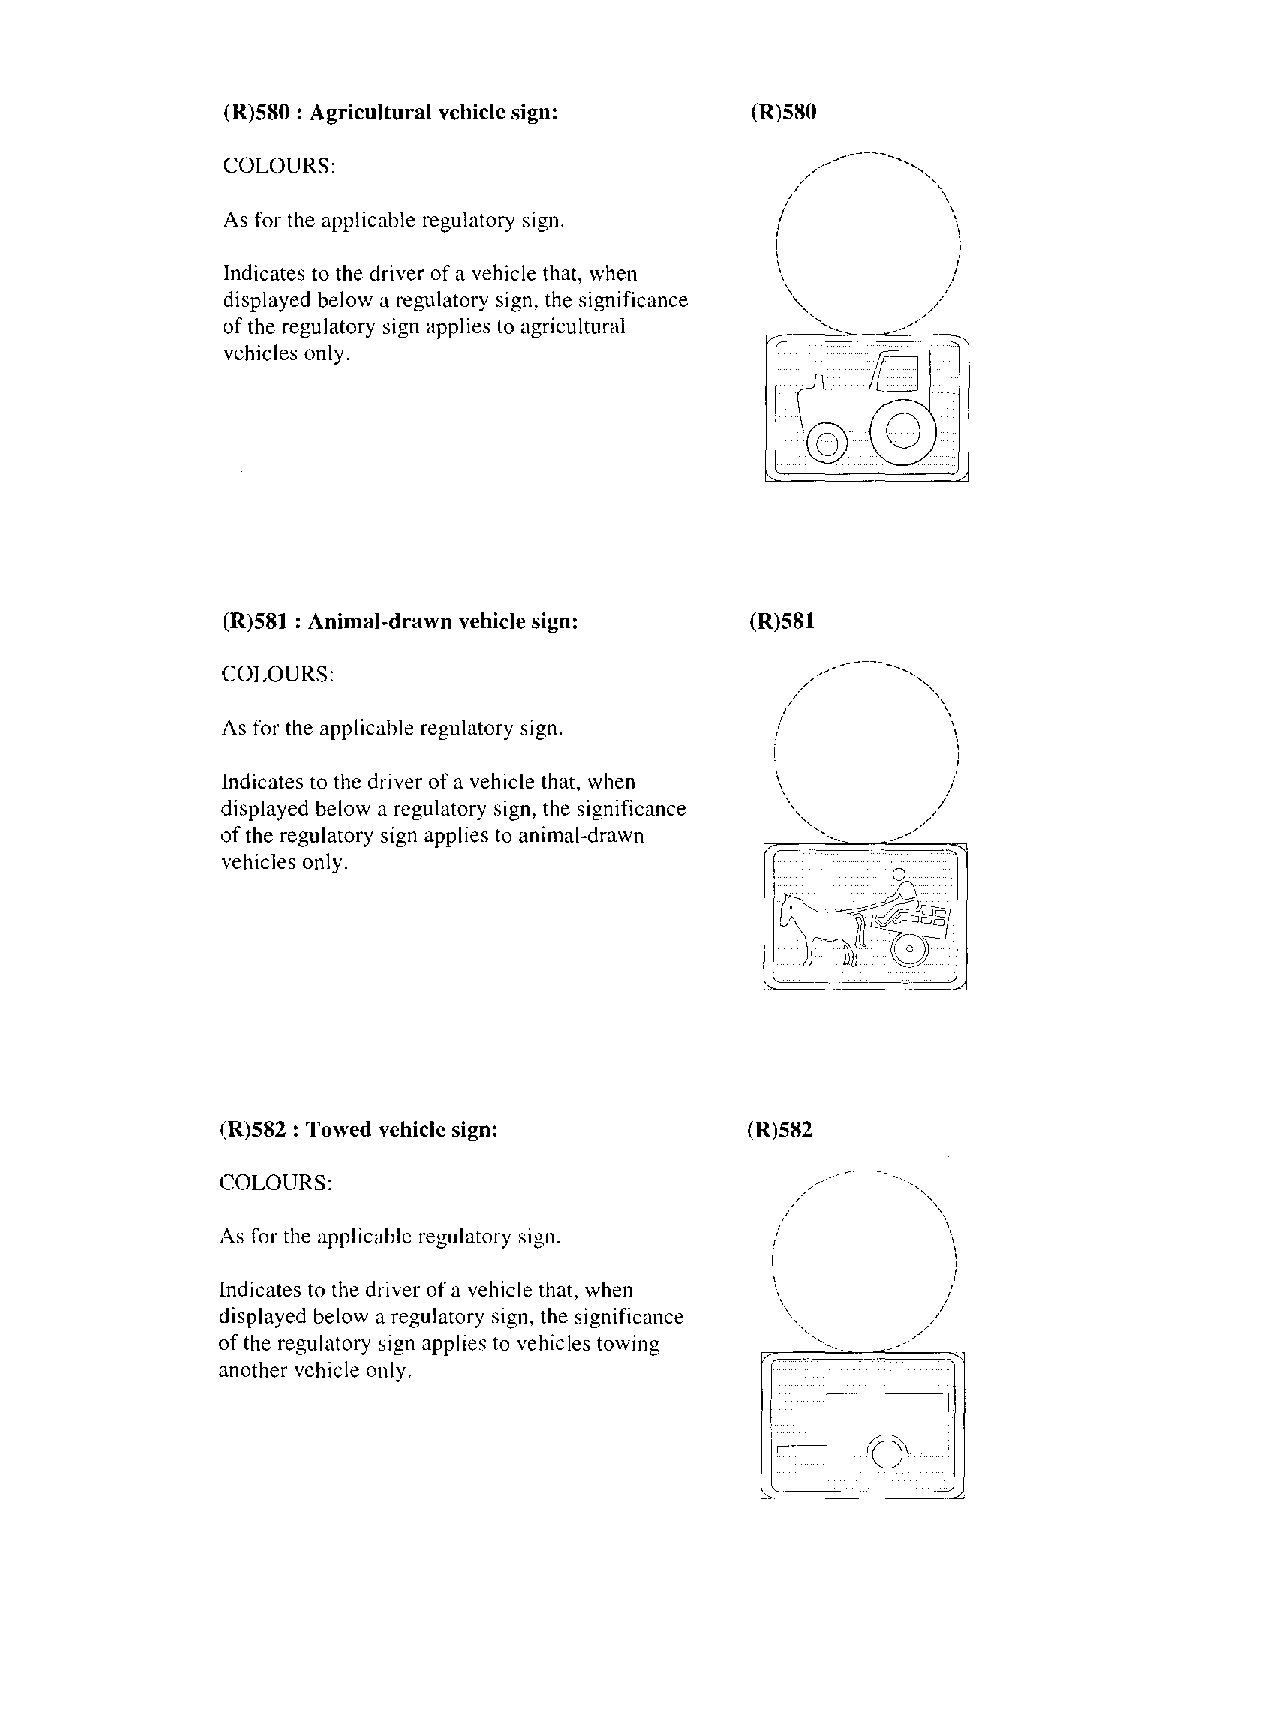 (R)580 : Agricultural vehicle sign: (R)580
COLOURS:
As for the applicable regulatory sign.
Indicates to the driver of a vehicle that, when
displayed below a regulatory sign, the significance
of the regulatory sign applies to agricultural
vehicles only.
(R)581 : Animal-drawn vehicle sign: (R)581
COLOURS:
As for the applicable regulatory sign.
Indicates to the driver of a vehicle that, when
displayed below a regulatory sign, the significance
of the regulatory sign applies to animal-drawn
vehicles only.
(R)582 : Towed vehicle sign: (R)582
COLOURS:
As for the applicable regulatory sign.
Indicates to the driver of a vehicle that, when
displayed below a regulatory sign, the significance
of the regulatory sign applies to vehicles towing
another vehicle only.